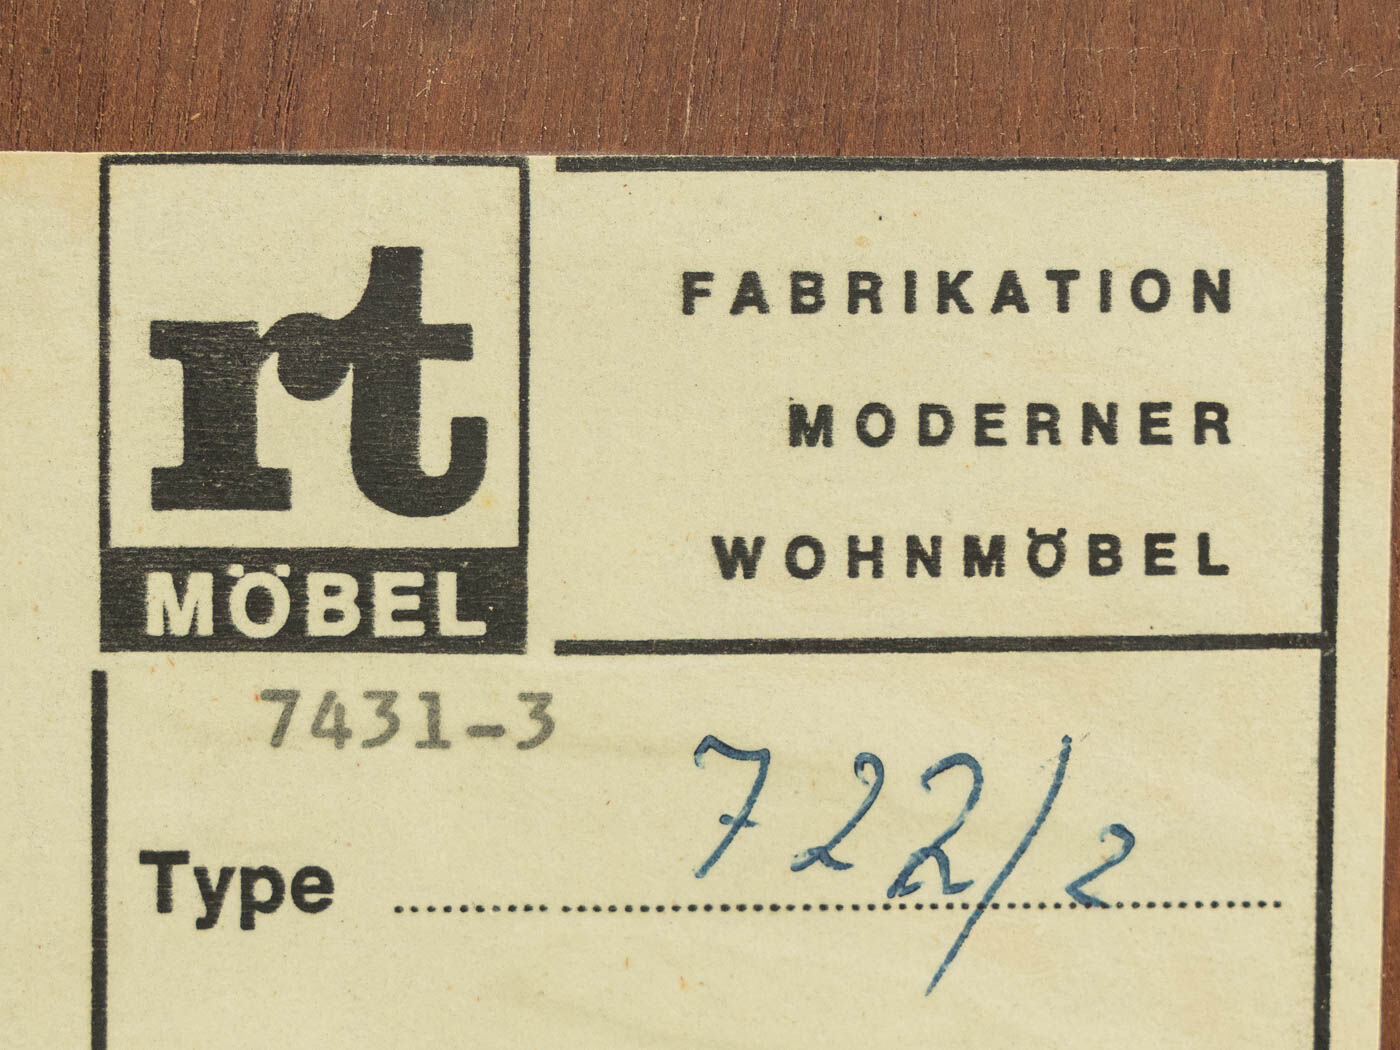 rt
MÖBEL
FABRIKATION
MODERNER
WOHNMÖBEL
7431-3
Type 722/2